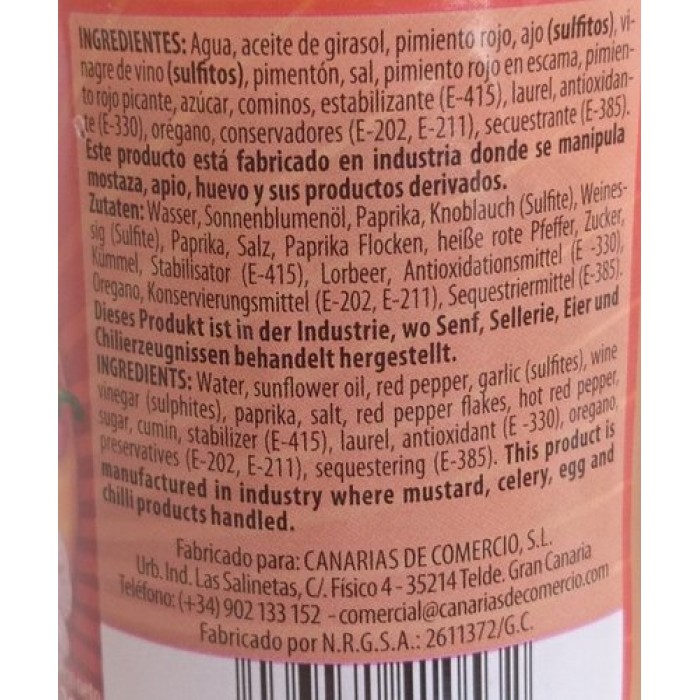 INGREDIENTES: Agua, aceite de girasol, pimiento rojo, ajo (sulfitos), vi-
nagre de vino (sulfitos), pimentón, sal, pimiento rojo en escama, pimien-
to rojo picante, azúcar, cominos, estabilizante (E-415), laurel, antioxidan-
te (E-330), orégano, conservadores (E-202, E-211), secuestrante (E-385).
Este producto está fabricado en industria donde se manipula
mostaza, apio, huevo y sus productos derivados.
Zutaten: Wasser, Sonnenblumenöl, Paprika, Knoblauch (Sulfite), Weines-
sig (Sulfite), Paprika, Salz, Paprika Flocken, heiße rote Pfeffer, Zucker,
Kümmel, Stabilisator (E-415), Lorbeer, Antioxidationsmittel (E -330),
Oregano, Konservierungsmittel (E-202, E-211), Sequestriermittel (E-385).
Dieses Produkt ist in der Industrie, wo Senf, Sellerie, Eier und
Chilierzeugnissen behandelt hergestellt.
INGREDIENTS: Water, sunflower oil, red pepper, garlic (sulfites), wine
vinegar (sulphites), paprika, salt, red pepper flakes, hot red pepper,
sugar, cumin, stabilizer (E-415), laurel, antioxidant (E -330), oregano,
preservatives (E-202, E-211), sequestering (E-385). This product is
manufactured in industry where mustard, celery, egg and
chilli products handled.
Fabricado para: CANARIAS DE COMERCIO, S.L.
Urb. Ind. Las Salinetas, C/. Físico 4 - 35214 Telde. Gran Canaria
Teléfono: (+34) 902 133 152 - comercial@canariasdecomercio.com
Fabricado por N.R.G.S.A.: 2611372/G.C.